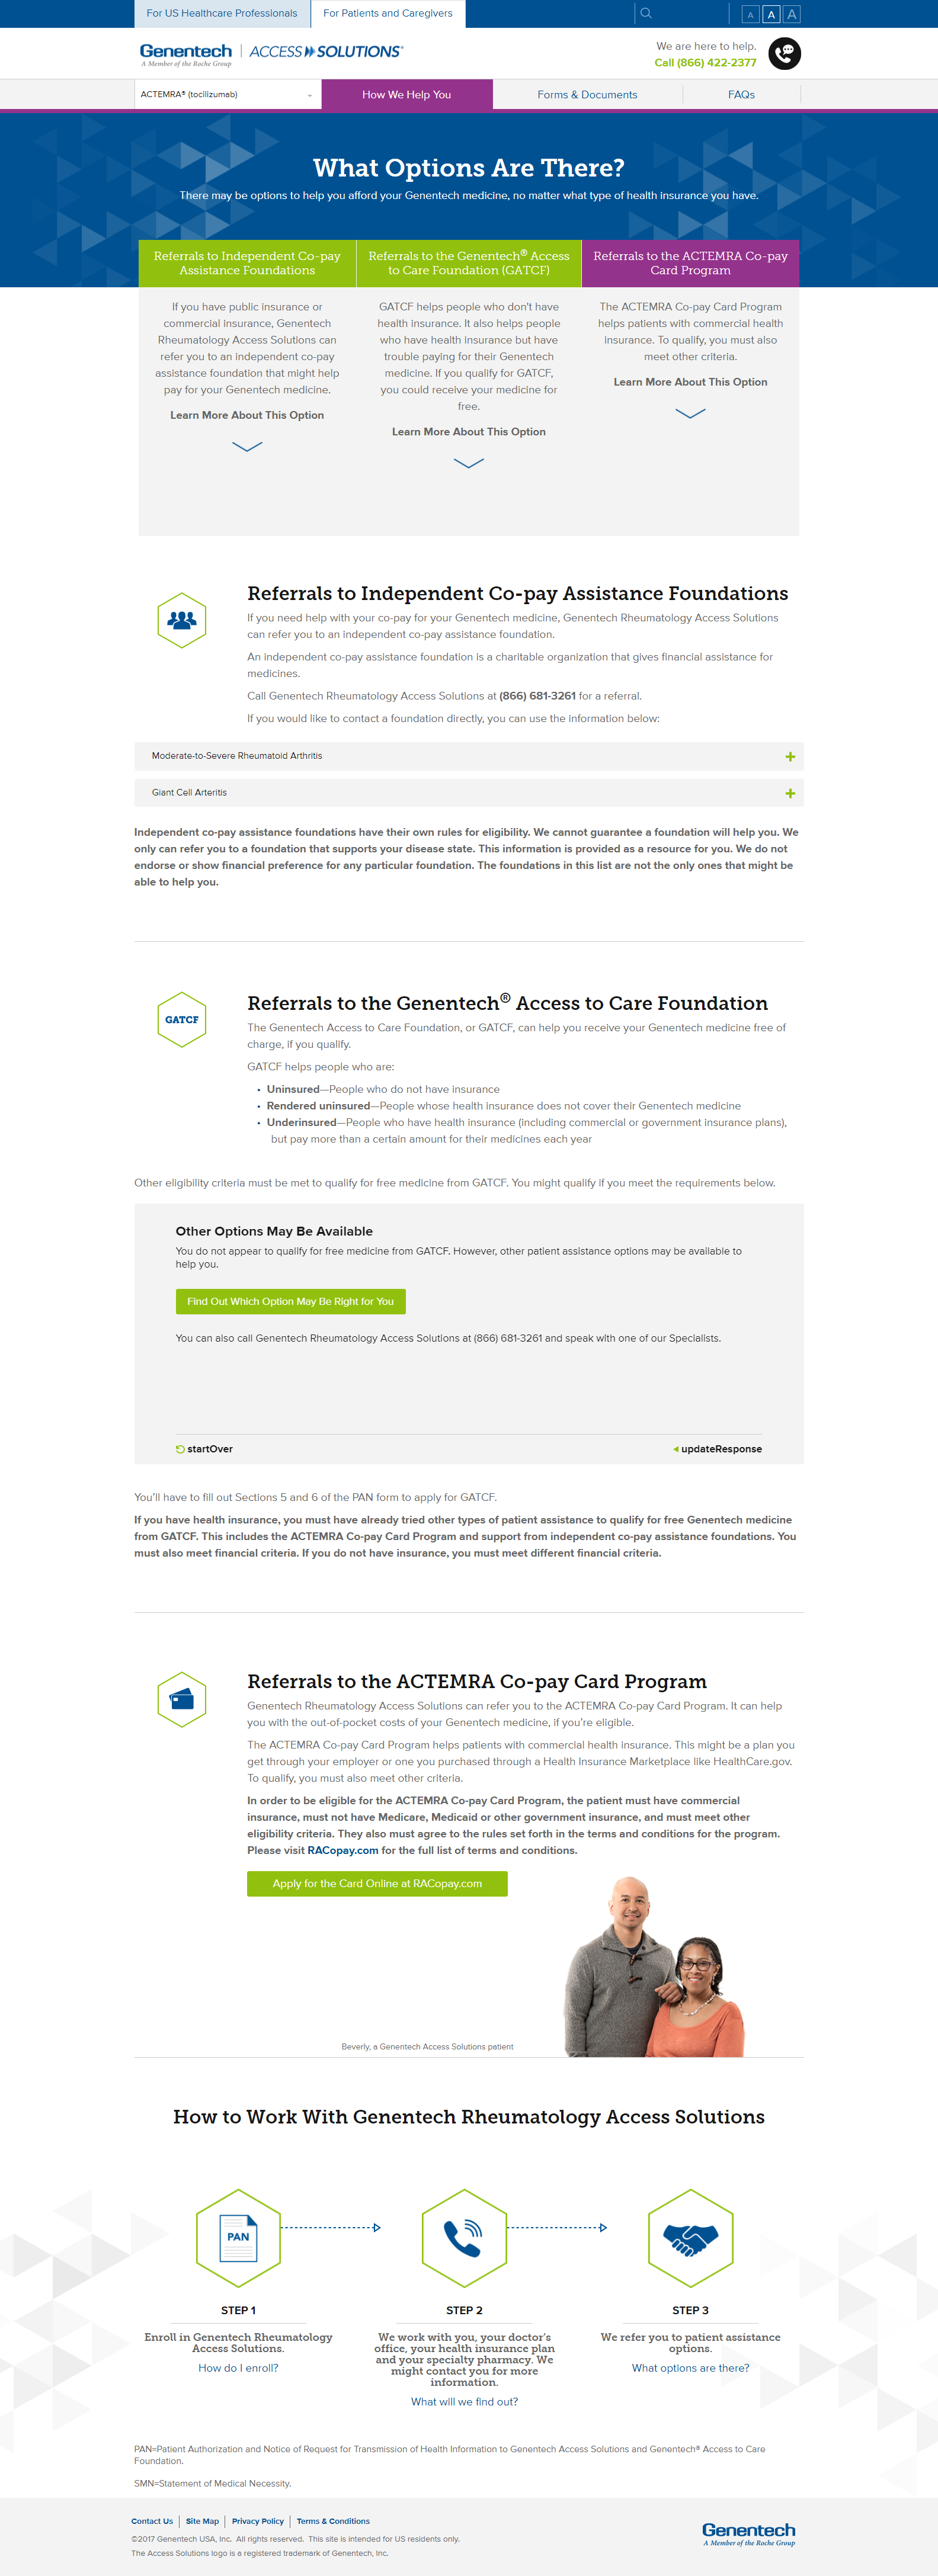 For US Healthcare Professionals
For Patients and Caregivers
A A A
Genentech
A Member of the Roche Group
ACCESS SOLUTIONS®
We are here to help.
Call (866) 422-2377
ACTEMRA® (tocilizumab)
How We Help You
Forms & Documents
FAQs
What Options Are There?
There may be options to help you afford your Genentech medicine, no matter what type of health insurance you have.
Referrals to Independent Co-pay
Assistance Foundations
If you have public insurance or
commercial insurance, Genentech
Rheumatology Access Solutions can
refer you to an independent co-pay
assistance foundation that might help
pay for your Genentech medicine.
Learn More About This Option
Referrals to the Genentech® Access
to Care Foundation (GATCF)
GATCF helps people who don't have
health insurance. It also helps people
who have health insurance but have
trouble paying for their Genentech
medicine. If you qualify for GATCF,
you could receive your medicine for
free.
Learn More About This Option
Referrals to the ACTEMRA Co-pay
Card Program
The ACTEMRA Co-pay Card Program
helps patients with commercial health
insurance. To qualify, you must also
meet other criteria.
Learn More About This Option
Referrals to Independent Co-pay Assistance Foundations
If you need help with your co-pay for your Genentech medicine, Genentech Rheumatology Access Solutions
can refer you to an independent co-pay assistance foundation.
An independent co-pay assistance foundation is a charitable organization that gives financial assistance for
medicines.
Call Genentech Rheumatology Access Solutions at (866) 681-3261 for a referral.
If you would like to contact a foundation directly, you can use the information below:
Moderate-to-Severe Rheumatoid Arthritis
Giant Cell Arteritis
Independent co-pay assistance foundations have their own rules for eligibility. We cannot guarantee a foundation will help you. We
only can refer you to a foundation that supports your disease state. This information is provided as a resource for you. We do not
endorse or show financial preference for any particular foundation. The foundations in this list are not the only ones that might be
able to help you.
GATCF
Referrals to the Genentech® Access to Care Foundation
The Genentech Access to Care Foundation, or GATCF, can help you receive your Genentech medicine free of
charge, if you qualify.
GATCF helps people who are:
• Uninsured—People who do not have insurance
• Rendered uninsured—People whose health insurance does not cover their Genentech medicine
• Underinsured—People who have health insurance (including commercial or government insurance plans),
but pay more than a certain amount for their medicines each year
Other eligibility criteria must be met to qualify for free medicine from GATCF. You might qualify if you meet the requirements below.
Other Options May Be Available
You do not appear to qualify for free medicine from GATCF. However, other patient assistance options may be available to
help you.
Find Out Which Option May Be Right for You
You can also call Genentech Rheumatology Access Solutions at (866) 681-3261 and speak with one of our Specialists.
startOver
updateResponse
You'll have to fill out Sections 5 and 6 of the PAN form to apply for GATCF.
If you have health insurance, you must have already tried other types of patient assistance to qualify for free Genentech medicine
from GATCF. This includes the ACTEMRA Co-pay Card Program and support from independent co-pay assistance foundations. You
must also meet financial criteria. If you do not have insurance, you must meet different financial criteria.
Referrals to the ACTEMRA Co-pay Card Program
Genentech Rheumatology Access Solutions can refer you to the ACTEMRA Co-pay Card Program. It can help
you with the out-of-pocket costs of your Genentech medicine, if you're eligible.
The ACTEMRA Co-pay Card Program helps patients with commercial health insurance. This might be a plan you
get through your employer or one you purchased through a Health Insurance Marketplace like HealthCare.gov.
To qualify, you must also meet other criteria.
In order to be eligible for the ACTEMRA Co-pay Card Program, the patient must have commercial
insurance, must not have Medicare, Medicaid or other government insurance, and must meet other
eligibility criteria. They also must agree to the rules set forth in the terms and conditions for the program.
Please visit RACopay.com for the full list of terms and conditions.
Apply for the Card Online at RACopay.com
Beverly, a Genentech Access Solutions patient
How to Work With Genentech Rheumatology Access Solutions
PAN
STEP 1
Enroll in Genentech Rheumatology
Access Solutions.
How do I enroll?
STEP 2
We work with you, your doctor's
office, your health insurance plan
and your specialty pharmacy. We
might contact you for more
information.
What will we find out?
STEP 3
We refer you to patient assistance
options.
What options are there?
PAN=Patient Authorization and Notice of Request for Transmission of Health Information to Genentech Access Solutions and Genentech® Access to Care
Foundation.
SMN=Statement of Medical Necessity.
Contact Us
Site Map
Privacy Policy
Terms & Conditions
©2017 Genentech USA, Inc. All rights reserved. This site is intended for US residents only.
The Access Solutions logo is a registered trademark of Genentech, Inc.
Genentech
A Member of the Roche Group